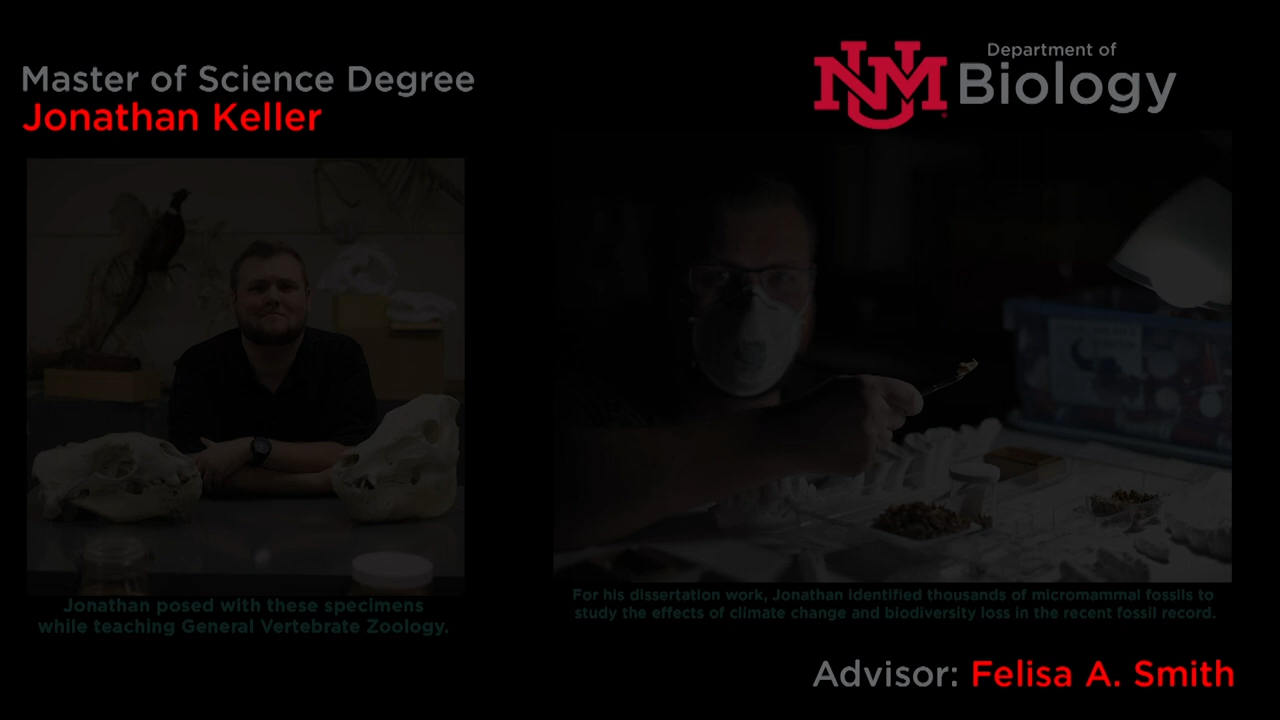 Master of Science Degree
Jonathan Keller
UNM
Department of
Biology
Jonathan posed with these specimens
while teaching General Vertebrate Zoology.
For his dissertation work, Jonathan identified thousands of micromammal fossils to
study the effects of climate change and biodiversity loss in the recent fossil record.
Advisor: Felisa A. Smith